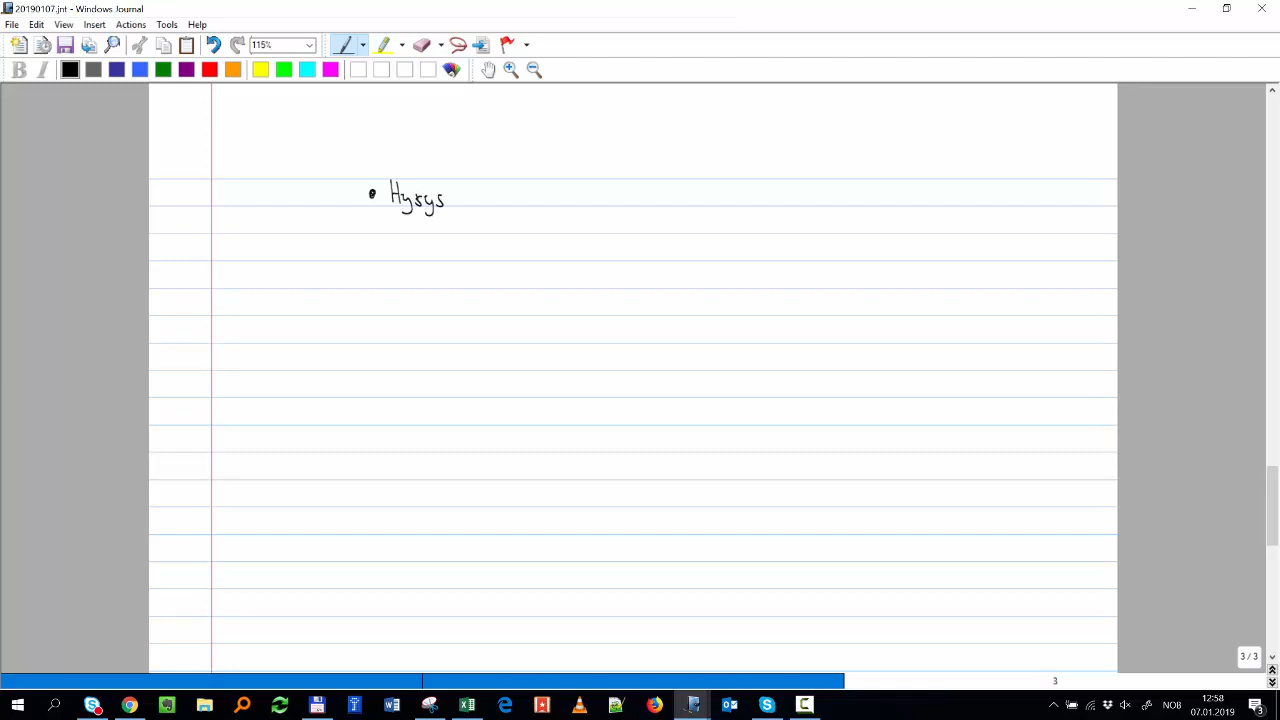 20190107.jnt - Windows Journal
File Edit View Insert Actions Tools Help
115%
B I
• Hysys
3 / 3
3
NOB
12:58
07.01.2019